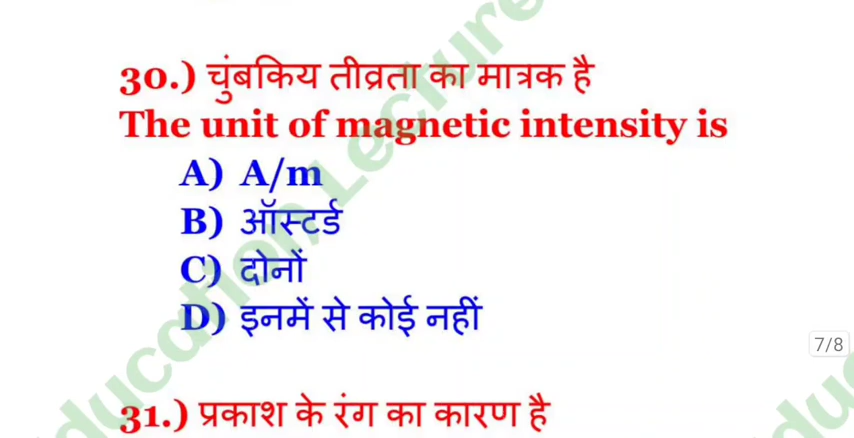 30.) चुंबकिय तीव्रता का मात्रक है
The unit of magnetic intensity is
A) A/m
B) ऑस्टर्ड
C) दोनों
D) इनमें से कोई नहीं
7/8
31.) प्रकाश के रंग का कारण है